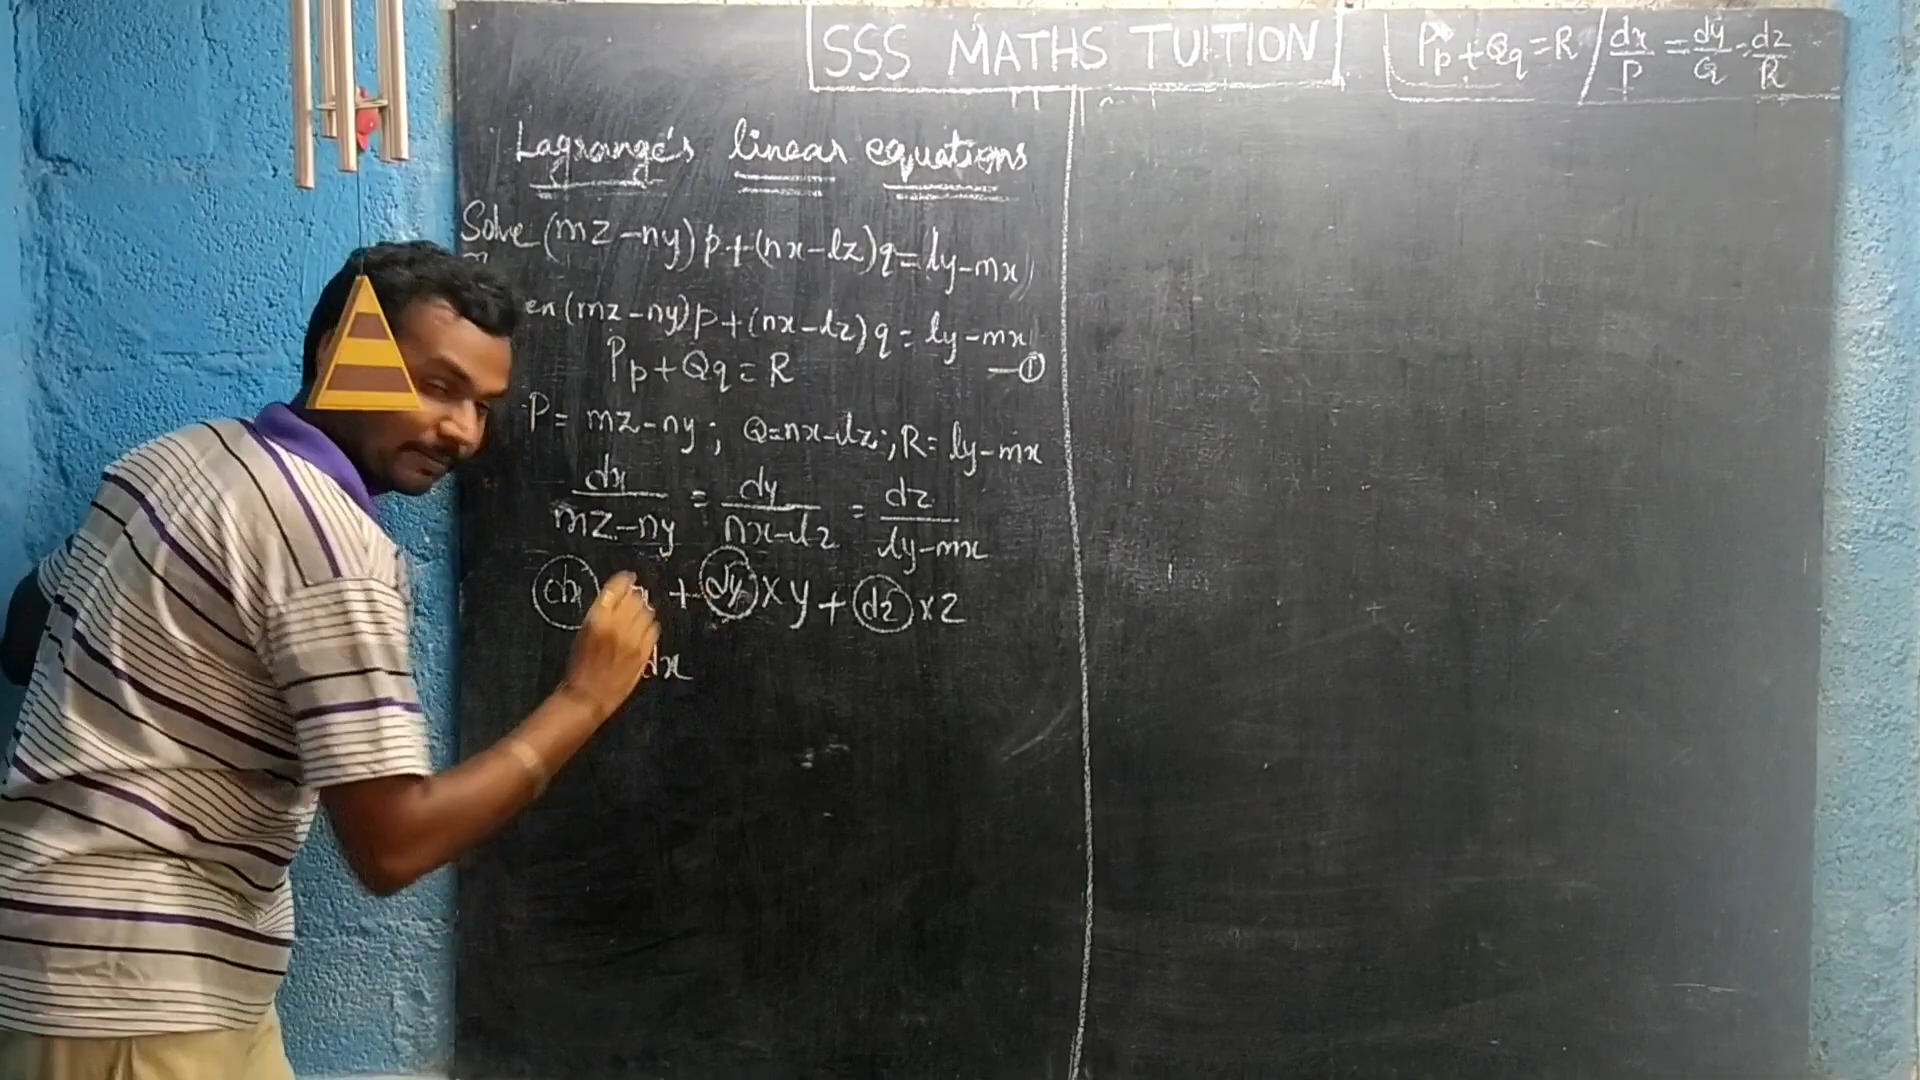 SSS MATHS TUITION
Pp+Qq=R / dx/P = dy/Q = dz/R
Lagrange's linear equations
Solve (mz-ny)p+(nx-lz)q=ly-mx
en (mz-ny)p+(nx-lz)q=ly-mx
Pp+Qq=R —①
P= mz-ny; Q=nx-lz; R= ly-mx
dx/mz-ny = dy/nx-lz = dz/ly-mx
dx x + dy × y + dz × z
dx